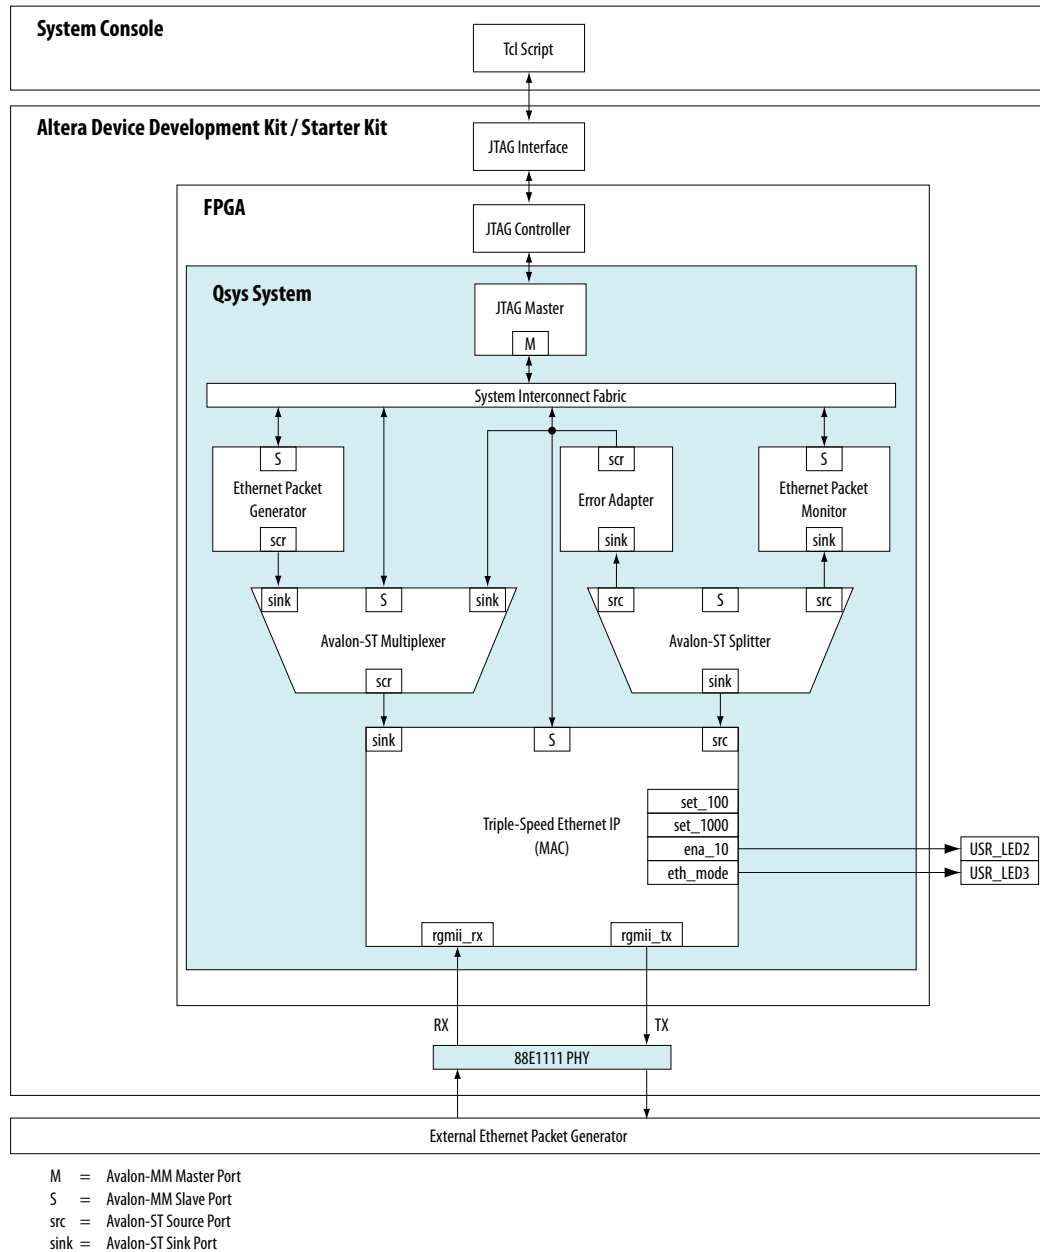 System Console
Tcl Script
Altera Device Development Kit / Starter Kit
JTAG Interface
FPGA
JTAG Controller
Qsys System
JTAG Master
M
System Interconnect Fabric
S
Ethernet Packet
Generator
scr
scr
Error Adapter
sink
S
Ethernet Packet
Monitor
sink
sink
S
sink
Avalon-ST Multiplexer
scr
src
S
src
Avalon-ST Splitter
sink
sink
S
src
Triple-Speed Ethernet IP
(MAC)
set_100
set_1000
ena_10
eth_mode
USR_LED2
USR_LED3
rgmii_rx
rgmii_tx
RX
TX
88E1111 PHY
External Ethernet Packet Generator
M = Avalon-MM Master Port
S = Avalon-MM Slave Port
src = Avalon-ST Source Port
sink = Avalon-ST Sink Port